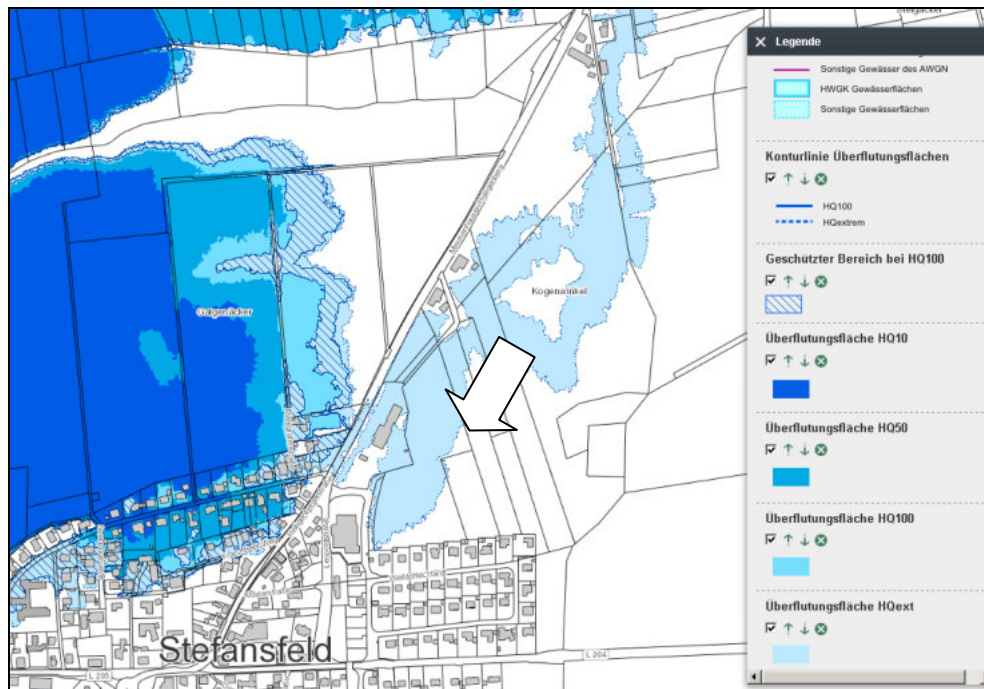 Legende
Sonstige Gewässer des AWGN
HWGK Gewässerflächen
Sonstige Gewässerflächen
Konturlinie Überflutungsflächen
HQ100
HQextrem
Geschützter Bereich bei HQ100
Überflutungsfläche HQ10
Überflutungsfläche HQ50
Überflutungsfläche HQ100
Überflutungsfläche HQext
Kogenwinkel
Stefansfeld
L 205
L 204